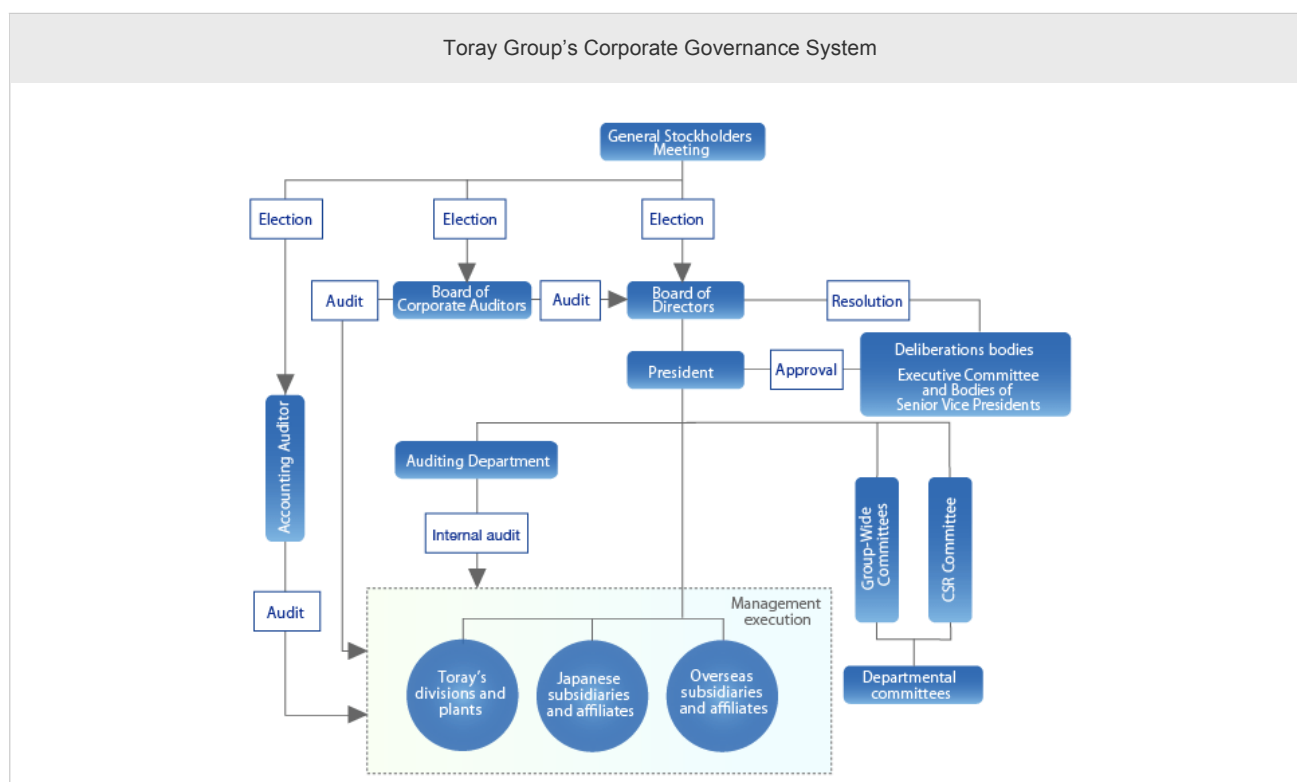 Toray Group’s Corporate Governance System
General Stockholders
Meeting
Election
Election
Election
Audit
Board of
Corporate Auditors
Audit
Board of
Directors
Resolution
President
Approval
Deliberations bodies
Executive Committee
and Bodies of
Senior Vice Presidents
Accounting Auditor
Auditing Department
Group-Wide
Committees
CSR Committee
Internal audit
Audit
Management
execution
Toray's
divisions and
plants
Japanese
subsidiaries
and affiliates
Overseas
subsidiaries
and affiliates
Departmental
committees